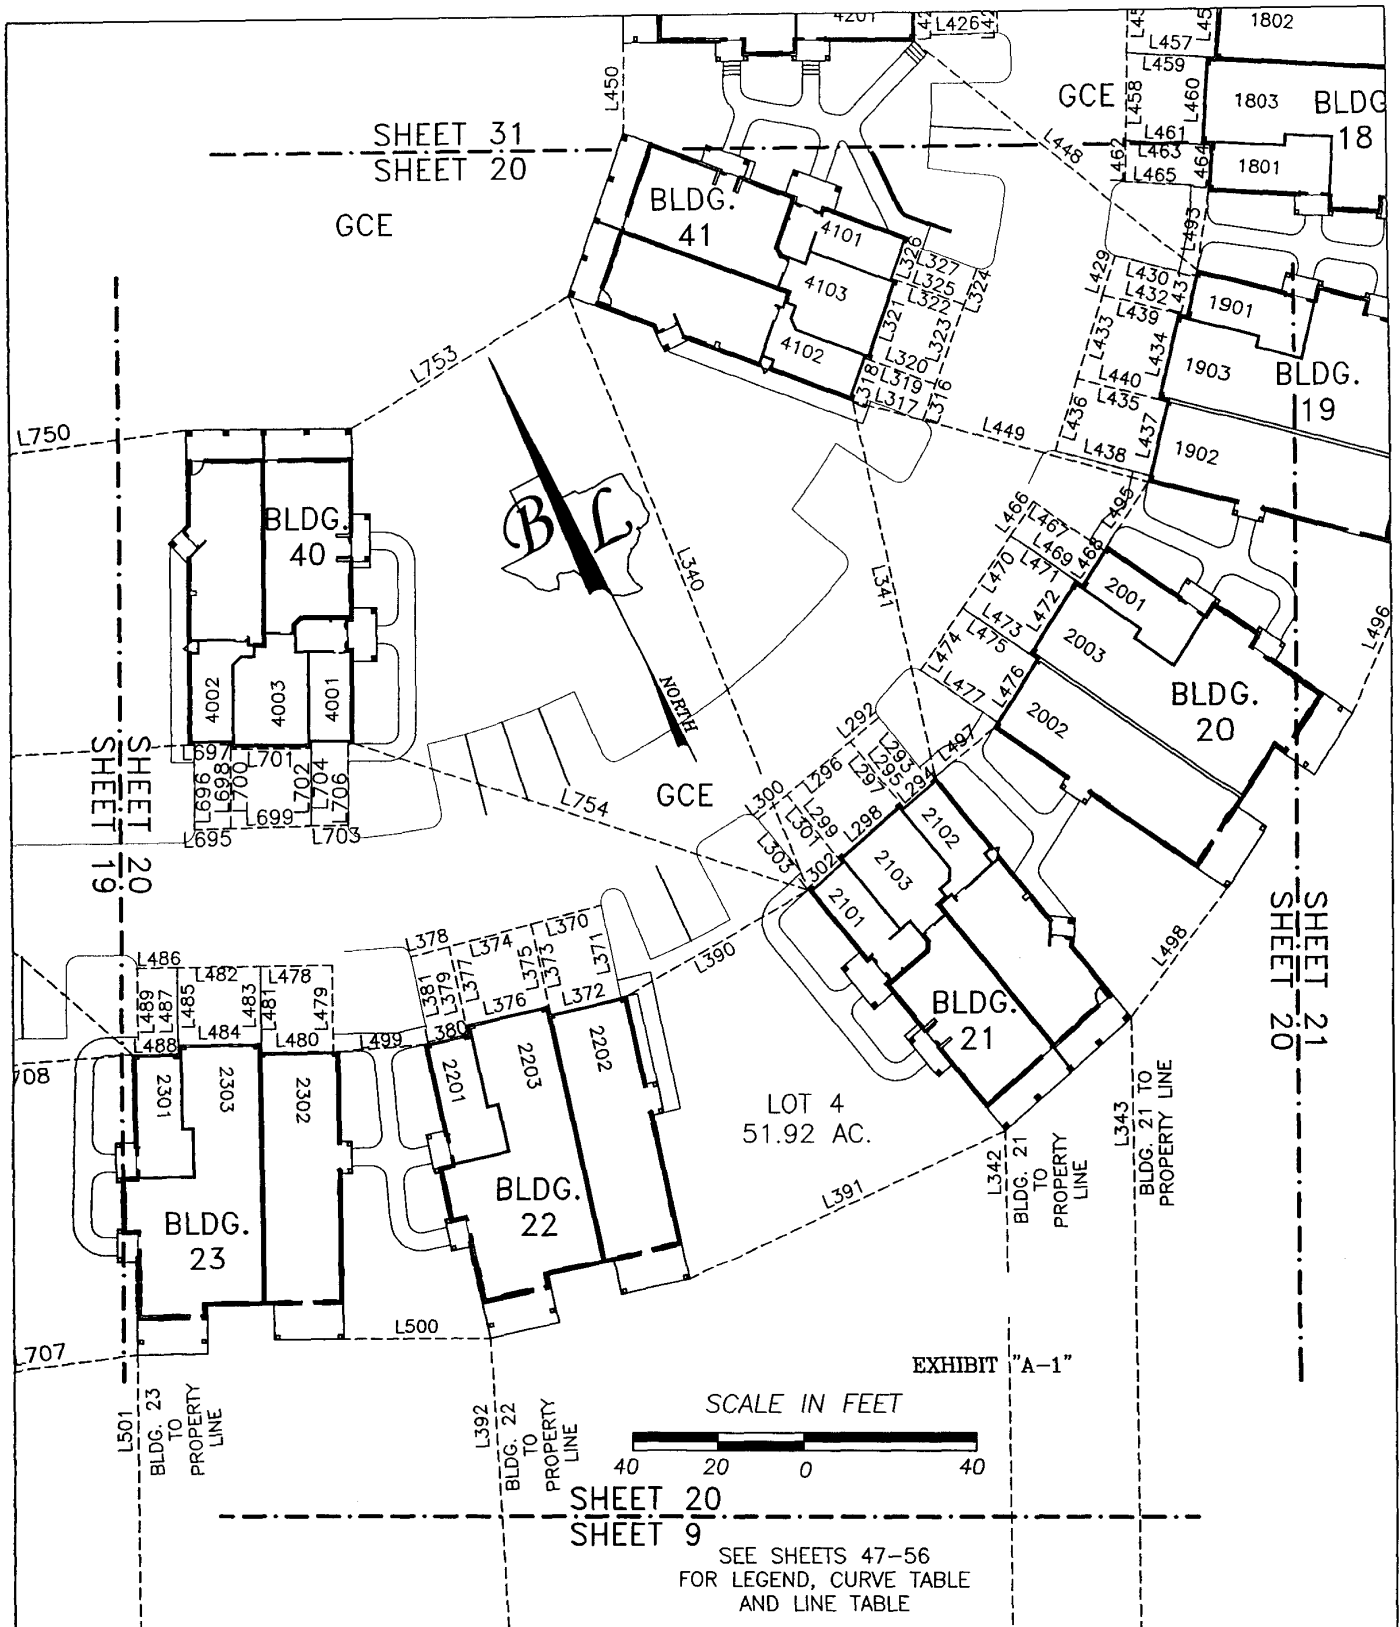 4201
L426
L450
L457
L459
L458
L460
L461
L463
L462
L464
L465
1802
1803
1801
GCE
BLDG
18
L448
SHEET 31
SHEET 20
GCE
BLDG.
41
4101
4103
4102
L326
L327
L325
L324
L322
L321
L323
L320
L319
L318
L317
L316
L493
L429
L430
L432
L439
L433
L434
L440
L435
L436
L437
L438
L449
1901
1903
1902
BLDG.
19
L753
L750
BLDG.
40
4002
4003
4001
B L
NORTH
L340
L341
L466
L467
L469
L468
L495
L470
L471
L472
L473
L475
L474
L476
L477
L497
L496
2001
2003
2002
BLDG.
20
L697
L701
L696
L698
L700
L702
L704
L706
L699
L695
L703
SHEET 20
SHEET 19
L754
GCE
L292
L293
L295
L297
L294
L296
L300
L299
L301
L298
L303
L302
2102
2103
2101
BLDG.
21
L498
SHEET 21
SHEET 20
L390
L486
L482
L478
L489
L487
L485
L483
L481
L479
L488
L484
L480
L499
L378
L374
L370
L381
L379
L377
L375
L373
L371
L376
L372
380
708
2301
2303
2302
BLDG.
23
2201
2203
2202
BLDG.
22
LOT 4
51.92 AC.
L391
L342
BLDG. 21
TO
PROPERTY
LINE
L343
BLDG. 21 TO
PROPERTY LINE
L500
L707
L501
BLDG. 23
TO
PROPERTY
LINE
L392
BLDG. 22
TO
PROPERTY
LINE
EXHIBIT "A-1"
SCALE IN FEET
40 20 0 40
SHEET 20
SHEET 9
SEE SHEETS 47-56
FOR LEGEND, CURVE TABLE
AND LINE TABLE